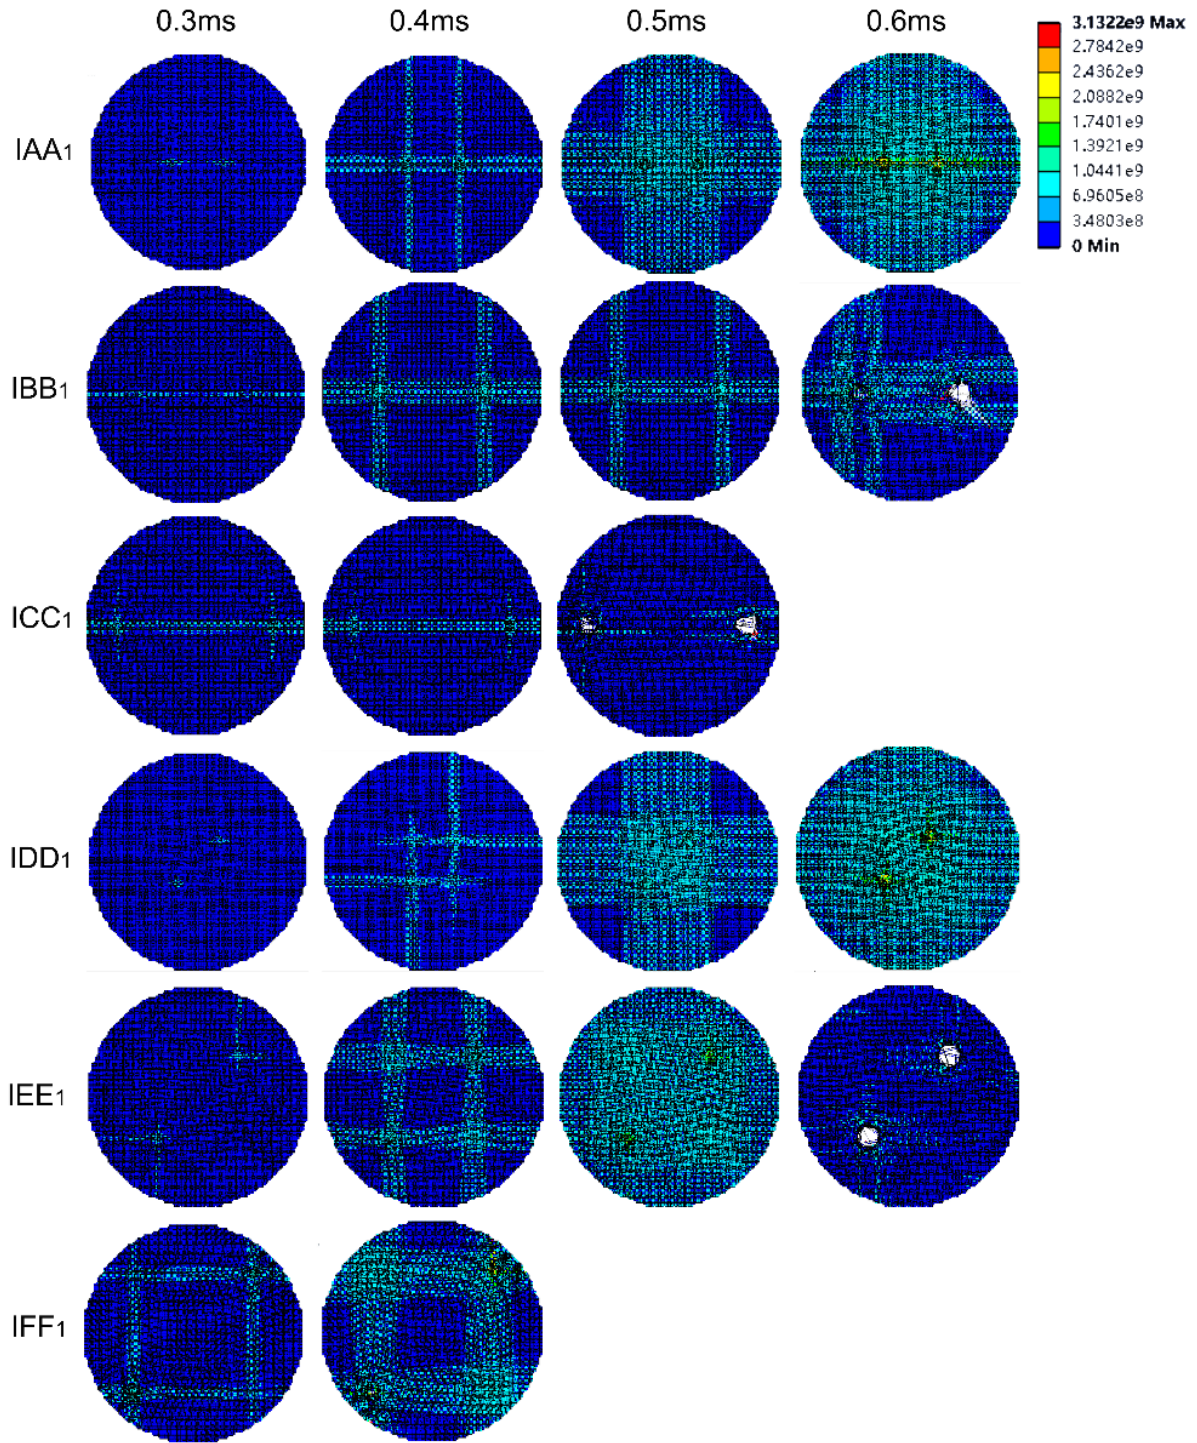 0.3ms 0.4ms 0.5ms 0.6ms
3.1322e9 Max
2.7842e9
2.4362e9
2.0882e9
1.7401e9
1.3921e9
1.0441e9
6.9605e8
3.4803e8
0 Min
IAA1
IBB1
ICC1
IDD1
IEE1
IFF1